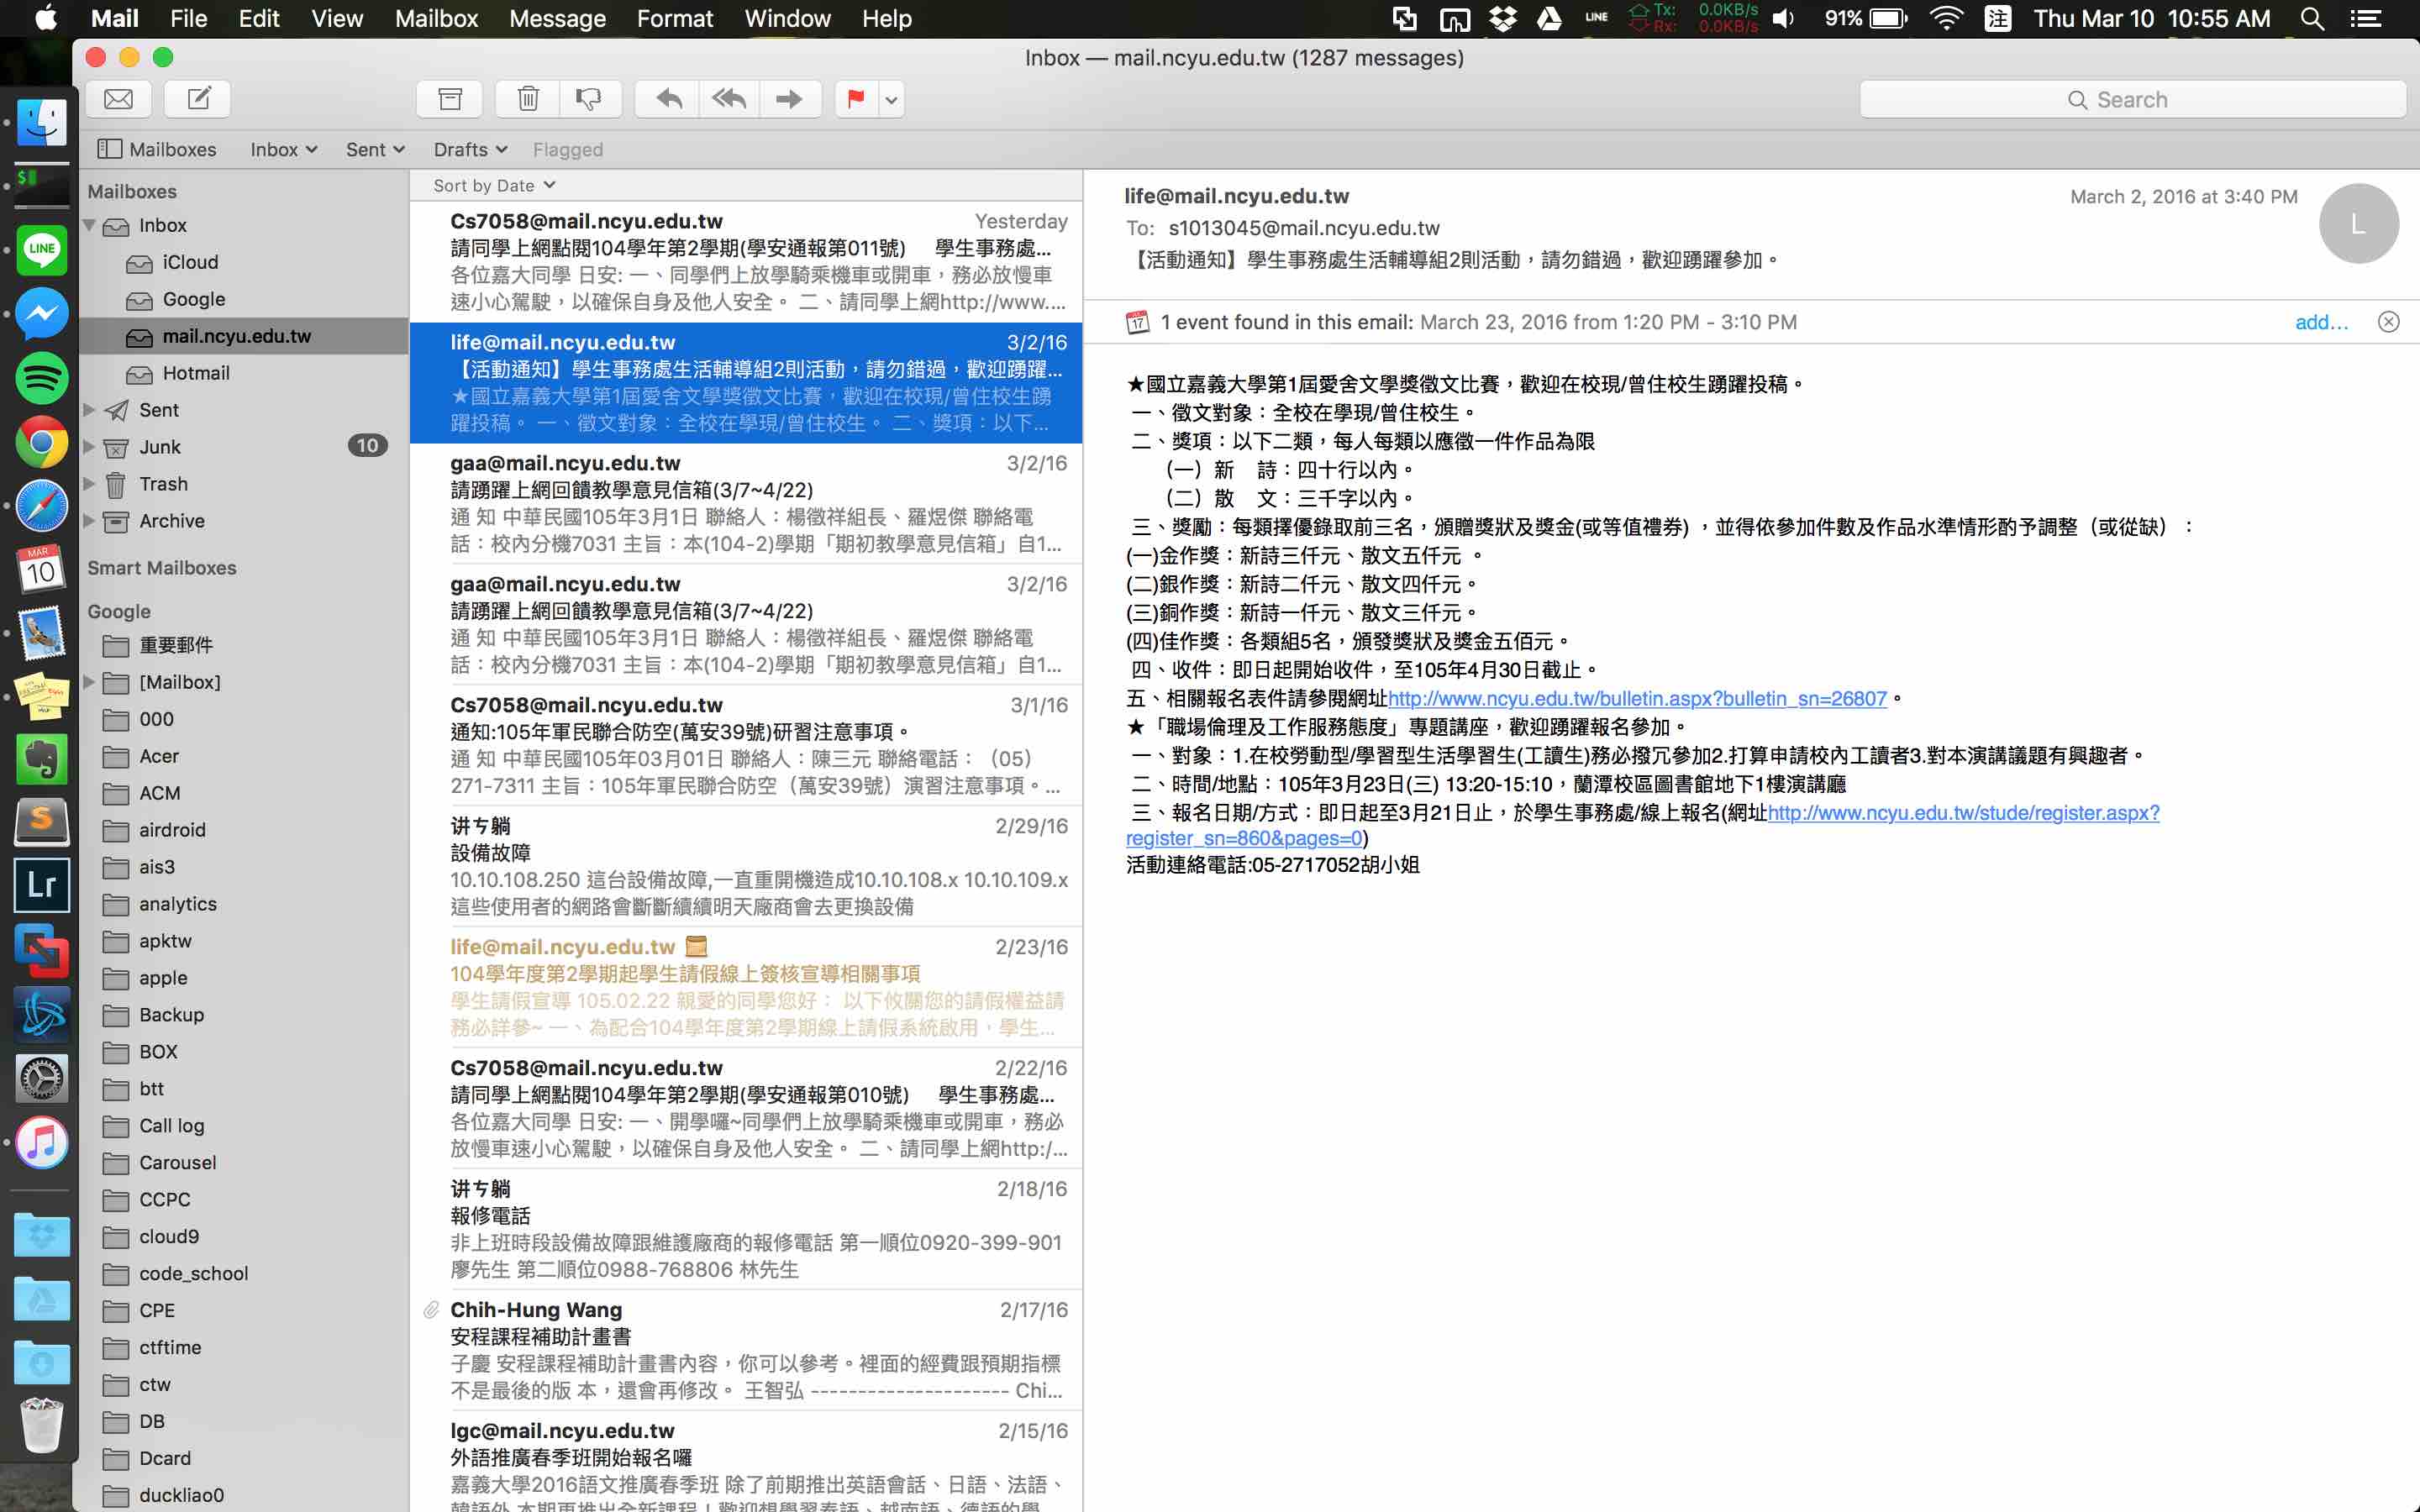 Mail File Edit View Mailbox Message Format Window Help
LINE Tx: 0.0KB/s Rx: 0.0KB/s 91% 注 Thu Mar 10 10:55 AM
Inbox — mail.ncyu.edu.tw (1287 messages)
Search
Mailboxes Inbox Sent Drafts Flagged
Mailboxes
Inbox
iCloud
Google
mail.ncyu.edu.tw
Hotmail
Sent
Junk 10
Trash
Archive
Smart Mailboxes
Google
重要郵件
[Mailbox]
000
Acer
ACM
airdroid
ais3
analytics
apktw
apple
Backup
BOX
btt
Call log
Carousel
CCPC
cloud9
code_school
CPE
ctftime
ctw
DB
Dcard
duckliao0
Sort by Date
Cs7058@mail.ncyu.edu.tw Yesterday
請同學上網點閱104學年第2學期(學安通報第011號) 學生事務處...
各位嘉大同學 日安: 一、同學們上放學騎乘機車或開車，務必放慢車
速小心駕駛，以確保自身及他人安全。 二、請同學上網http://www....
life@mail.ncyu.edu.tw 3/2/16
【活動通知】學生事務處生活輔導組2則活動，請勿錯過，歡迎踴躍...
★國立嘉義大學第1屆愛舍文學獎徵文比賽，歡迎在校現/曾住校生踴
躍投稿。 一、徵文對象：全校在學現/曾住校生。 二、獎項：以下...
gaa@mail.ncyu.edu.tw 3/2/16
請踴躍上網回饋教學意見信箱(3/7~4/22)
通 知 中華民國105年3月1日 聯絡人：楊徵祥組長、羅煜傑 聯絡電
話：校內分機7031 主旨：本(104-2)學期「期初教學意見信箱」自1...
gaa@mail.ncyu.edu.tw 3/2/16
請踴躍上網回饋教學意見信箱(3/7~4/22)
通 知 中華民國105年3月1日 聯絡人：楊徵祥組長、羅煜傑 聯絡電
話：校內分機7031 主旨：本(104-2)學期「期初教學意見信箱」自1...
Cs7058@mail.ncyu.edu.tw 3/1/16
通知:105年軍民聯合防空(萬安39號)研習注意事項。
通 知 中華民國105年03月01日 聯絡人：陳三元 聯絡電話：（05）
271-7311 主旨：105年軍民聯合防空（萬安39號）演習注意事項。...
讲ㄘ躺 2/29/16
設備故障
10.10.108.250 這台設備故障,一直重開機造成10.10.108.x 10.10.109.x
這些使用者的網路會斷斷續續明天廠商會去更換設備
life@mail.ncyu.edu.tw 2/23/16
104學年度第2學期起學生請假線上簽核宣導相關事項
學生請假宣導 105.02.22 親愛的同學您好： 以下攸關您的請假權益請
務必詳參~ 一、為配合104學年度第2學期線上請假系統啟用，學生...
Cs7058@mail.ncyu.edu.tw 2/22/16
請同學上網點閱104學年第2學期(學安通報第010號) 學生事務處...
各位嘉大同學 日安: 一、開學囉~同學們上放學騎乘機車或開車，務必
放慢車速小心駕駛，以確保自身及他人安全。 二、請同學上網http:/...
讲ㄘ躺 2/18/16
報修電話
非上班時段設備故障跟維護廠商的報修電話 第一順位0920-399-901
廖先生 第二順位0988-768806 林先生
Chih-Hung Wang 2/17/16
安程課程補助計畫書
子慶 安程課程補助計畫書內容，你可以參考。裡面的經費跟預期指標
不是最後的版 本，還會再修改。 王智弘 --------------------- Chi...
lgc@mail.ncyu.edu.tw 2/15/16
外語推廣春季班開始報名囉
嘉義大學2016語文推廣春季班 除了前期推出英語會話、日語、法語、
韓語外,本期再推出全新課程！歡迎想學習泰語、越南語、德語的學
life@mail.ncyu.edu.tw March 2, 2016 at 3:40 PM
L
To: s1013045@mail.ncyu.edu.tw
【活動通知】學生事務處生活輔導組2則活動，請勿錯過，歡迎踴躍參加。
17 1 event found in this email: March 23, 2016 from 1:20 PM - 3:10 PM add...
★國立嘉義大學第1屆愛舍文學獎徵文比賽，歡迎在校現/曾住校生踴躍投稿。
一、徵文對象：全校在學現/曾住校生。
二、獎項：以下二類，每人每類以應徵一件作品為限
（一）新 詩：四十行以內。
（二）散 文：三千字以內。
三、獎勵：每類擇優錄取前三名，頒贈獎狀及獎金(或等值禮券) ，並得依參加件數及作品水準情形酌予調整（或從缺）：
(一)金作獎：新詩三仟元、散文五仟元 。
(二)銀作獎：新詩二仟元、散文四仟元。
(三)銅作獎：新詩一仟元、散文三仟元。
(四)佳作獎：各類組5名，頒發獎狀及獎金五佰元。
四、收件：即日起開始收件，至105年4月30日截止。
五、相關報名表件請參閱網址http://www.ncyu.edu.tw/bulletin.aspx?bulletin_sn=26807。
★「職場倫理及工作服務態度」專題講座，歡迎踴躍報名參加。
一、對象：1.在校勞動型/學習型生活學習生(工讀生)務必撥冗參加2.打算申請校內工讀者3.對本演講議題有興趣者。
二、時間/地點：105年3月23日(三) 13:20-15:10，蘭潭校區圖書館地下1樓演講廳
三、報名日期/方式：即日起至3月21日止，於學生事務處/線上報名(網址http://www.ncyu.edu.tw/stude/register.aspx?
register_sn=860&pages=0)
活動連絡電話:05-2717052胡小姐
LINE
MAR
10
S
Lr